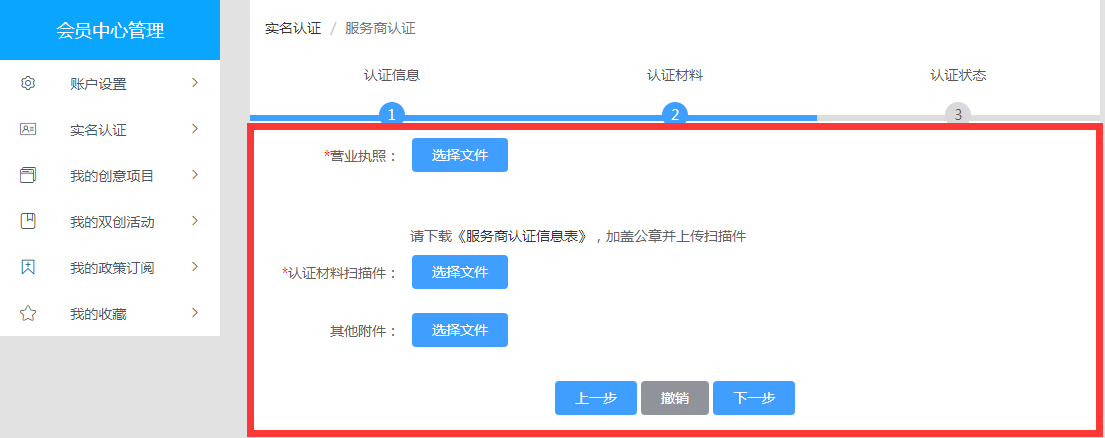 会员中心管理
账户设置
实名认证
我的创意项目
我的双创活动
我的政策订阅
我的收藏
实名认证 / 服务商认证
认证信息 认证材料 认证状态
1 2 3
*营业执照： 选择文件
请下载《服务商认证信息表》，加盖公章并上传扫描件
*认证材料扫描件： 选择文件
其他附件： 选择文件
上一步 撤销 下一步